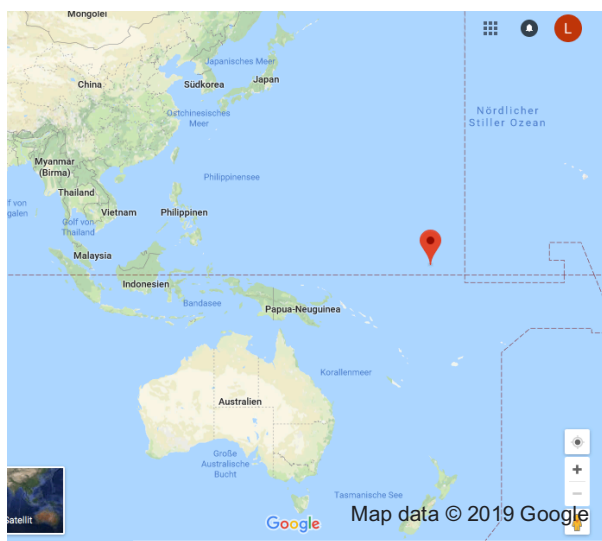 Mongolei
L
Japanisches Meer
China
Südkorea
Japan
Nördlicher
Stiller Ozean
Ostchinesisches
Meer
Myanmar
(Birma)
Philippinensee
Thailand
f von
galen
Vietnam
Philippinen
Golf von
Thailand
Malaysia
Indonesien
Bandasee
Papua-Neuguinea
Korallenmeer
Australien
Große
Australische
Bucht
Tasmanische See
Satellit
Google
Map data © 2019 Google